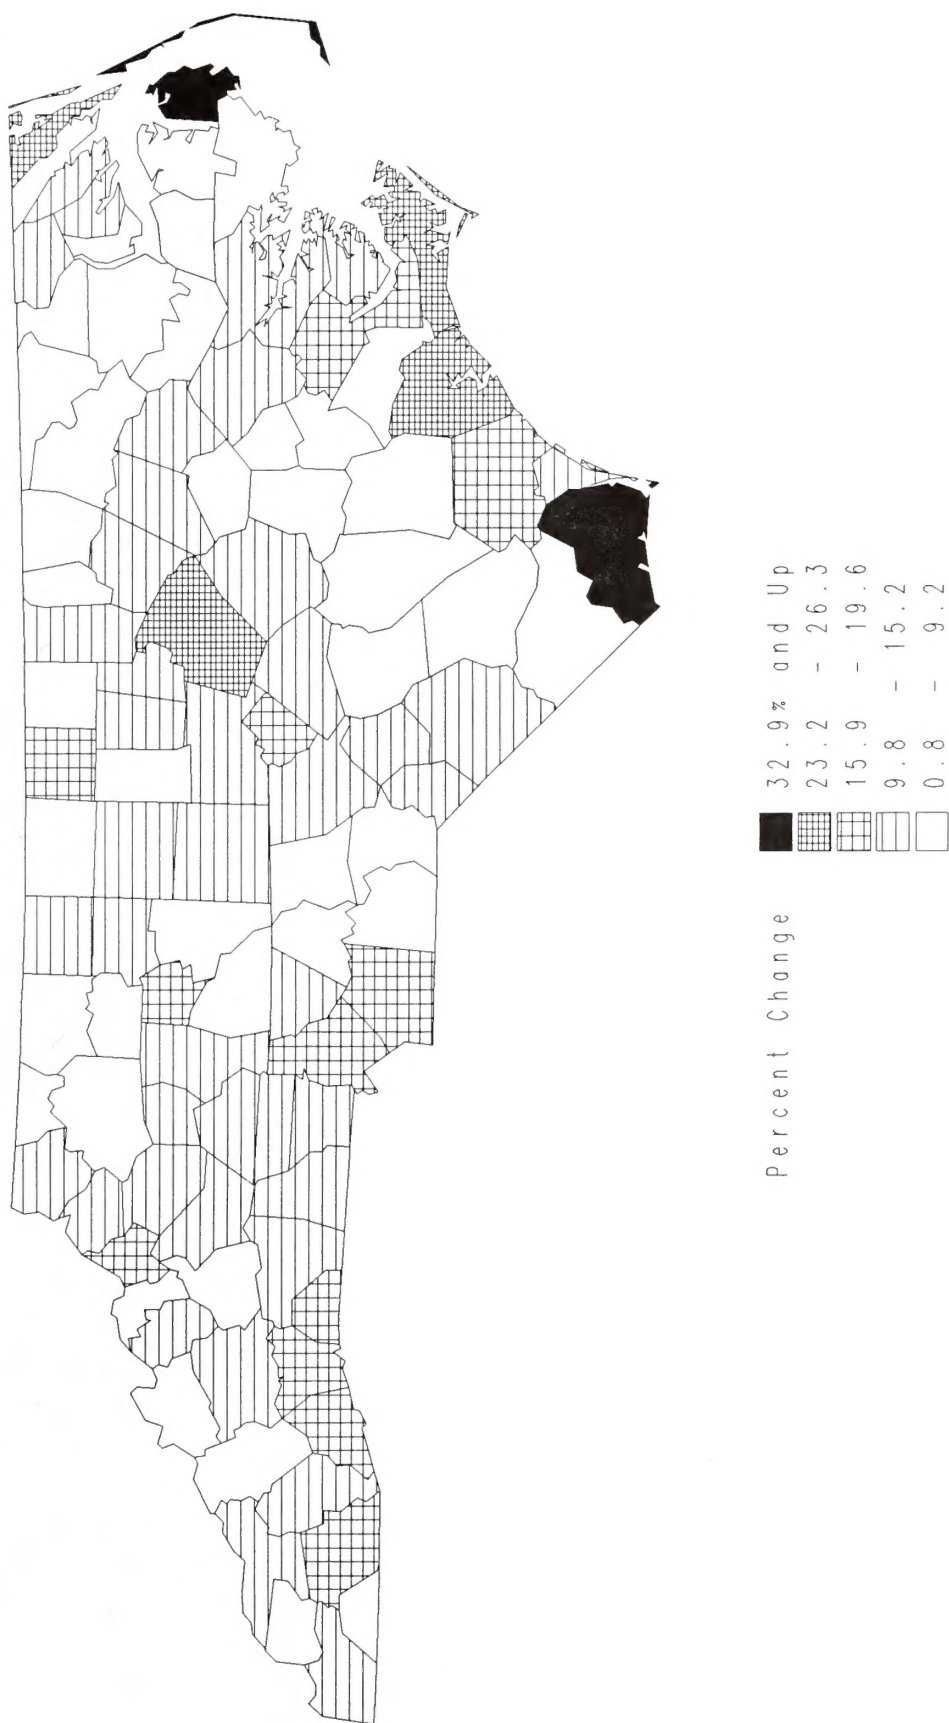 Percent Change
32.9% and Up
23.2 - 26.3
15.9 - 19.6
9.8 - 15.2
0.8 - 9.2